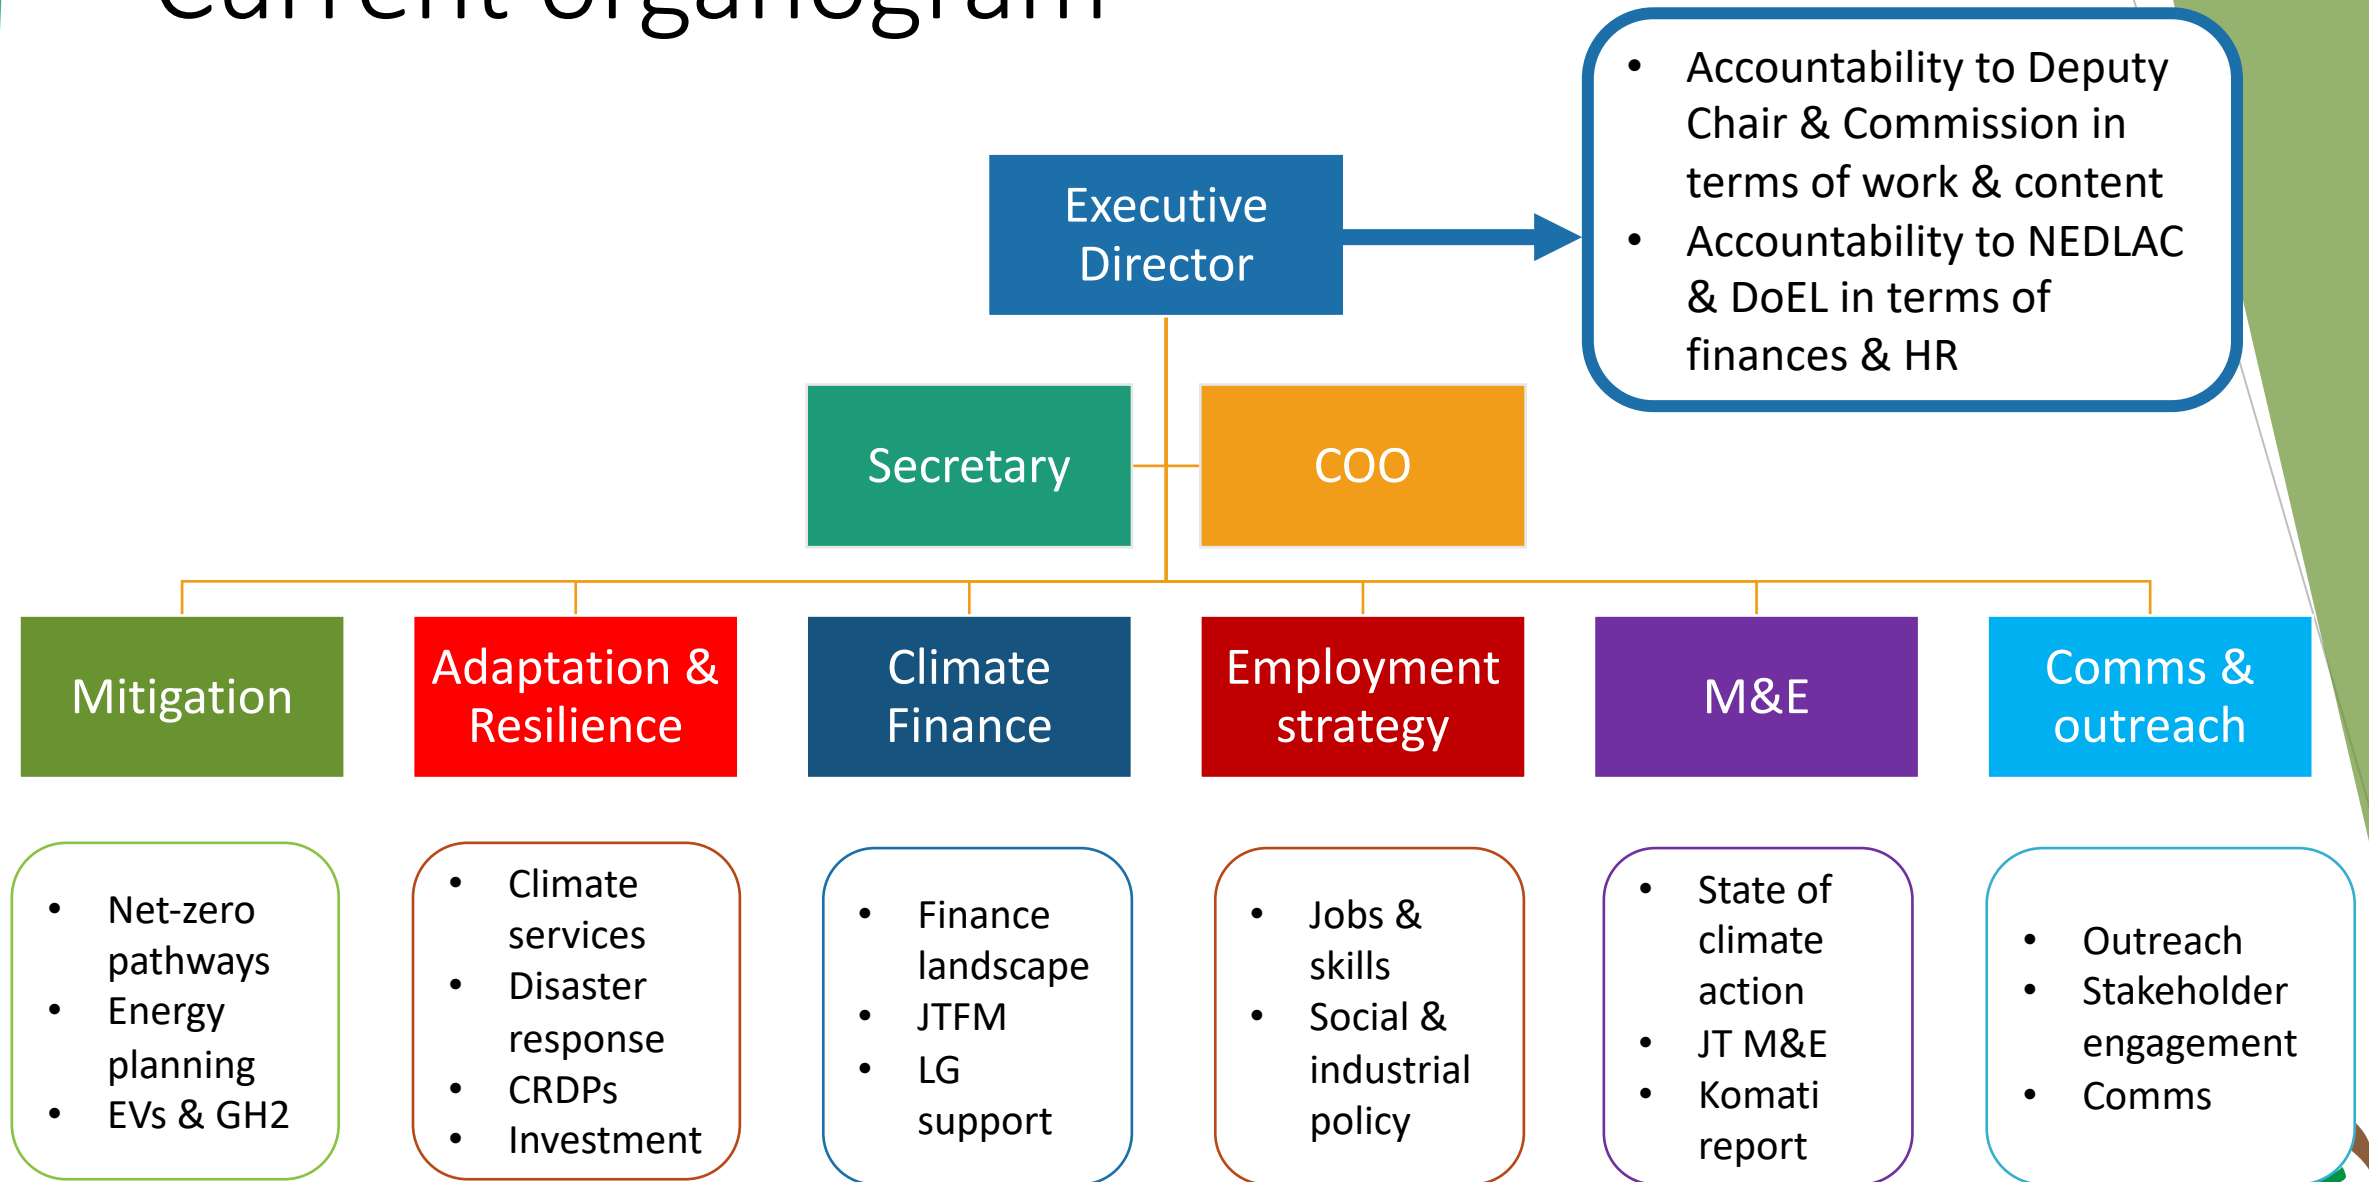 Current organogram
• Accountability to Deputy
Chair & Commission in
terms of work & content
• Accountability to NEDLAC
& DoEL in terms of
finances & HR
Executive
Director
Secretary
COO
Mitigation
Adaptation &
Resilience
Climate
Finance
Employment
strategy
M&E
Comms &
outreach
• Net-zero
pathways
• Energy
planning
• EVs & GH2
• Climate
services
• Disaster
response
• CRDPs
• Investment
• Finance
landscape
• JTFM
• LG
support
• Jobs &
skills
• Social &
industrial
policy
• State of
climate
action
• JT M&E
• Komati
report
• Outreach
• Stakeholder
engagement
• Comms